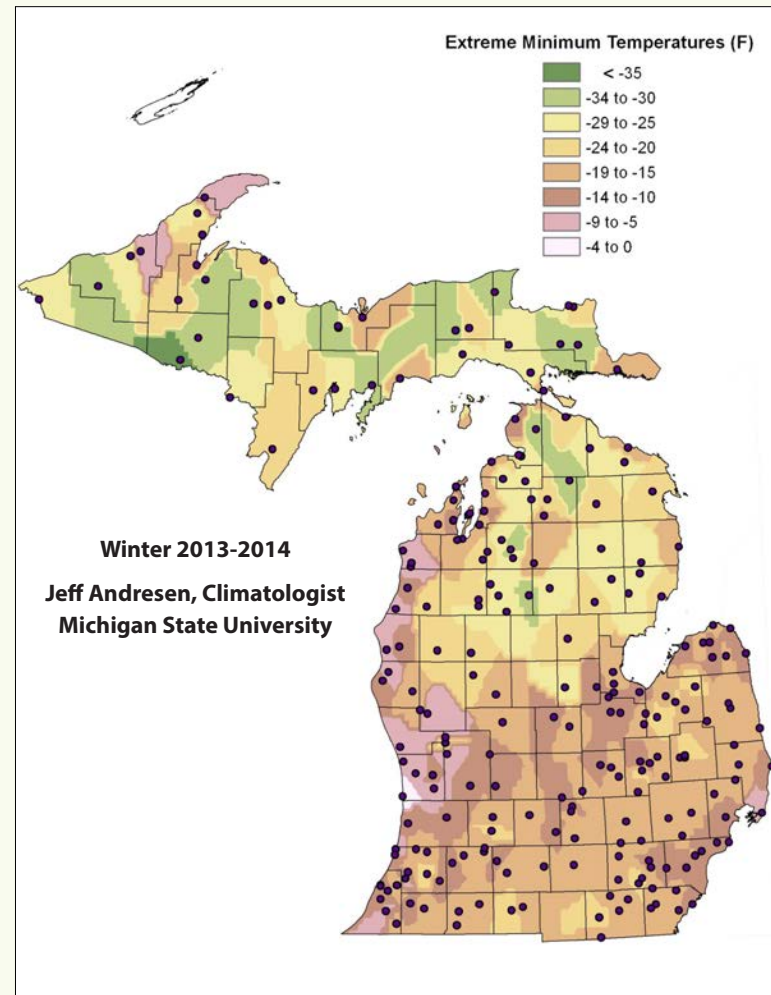 Extreme Minimum Temperatures (F)
< -35
-34 to -30
-29 to -25
-24 to -20
-19 to -15
-14 to -10
-9 to -5
-4 to 0
Winter 2013-2014
Jeff Andresen, Climatologist
Michigan State University